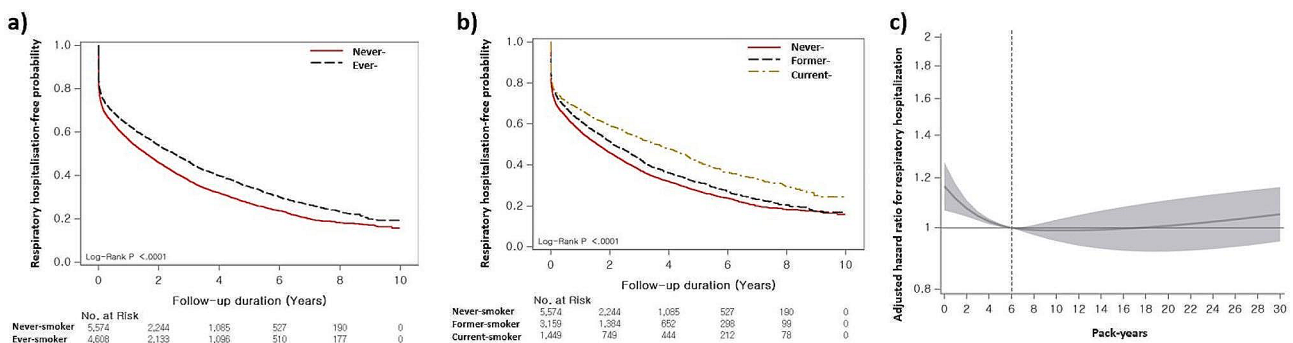 a)
Respiratory hospitalisation-free probability
1.0
0.8
0.6
0.4
0.2
0.0
Never-
Ever-
Log-Rank P <.0001
0 2 4 6 8 10
Follow-up duration (Years)
No. at Risk
Never-smoker 5,574 2,244 1,085 527 190 0
Ever-smoker 4,608 2,133 1,096 510 177 0
b)
Respiratory hospitalisation-free probability
1.0
0.8
0.6
0.4
0.2
0.0
Never-
Former-
Current-
Log-Rank P <.0001
0 2 4 6 8 10
Follow-up duration (Years)
No. at Risk
Never-smoker 5,574 2,244 1,085 527 190 0
Former-smoker 3,159 1,384 652 298 99 0
Current-smoker 1,449 749 444 212 78 0
c)
Adjusted hazard ratio for respiratory hospitalization
2
1.8
1.6
1.4
1.2
1
0.8
0 2 4 6 8 10 12 14 16 18 20 22 24 26 28 30
Pack-years